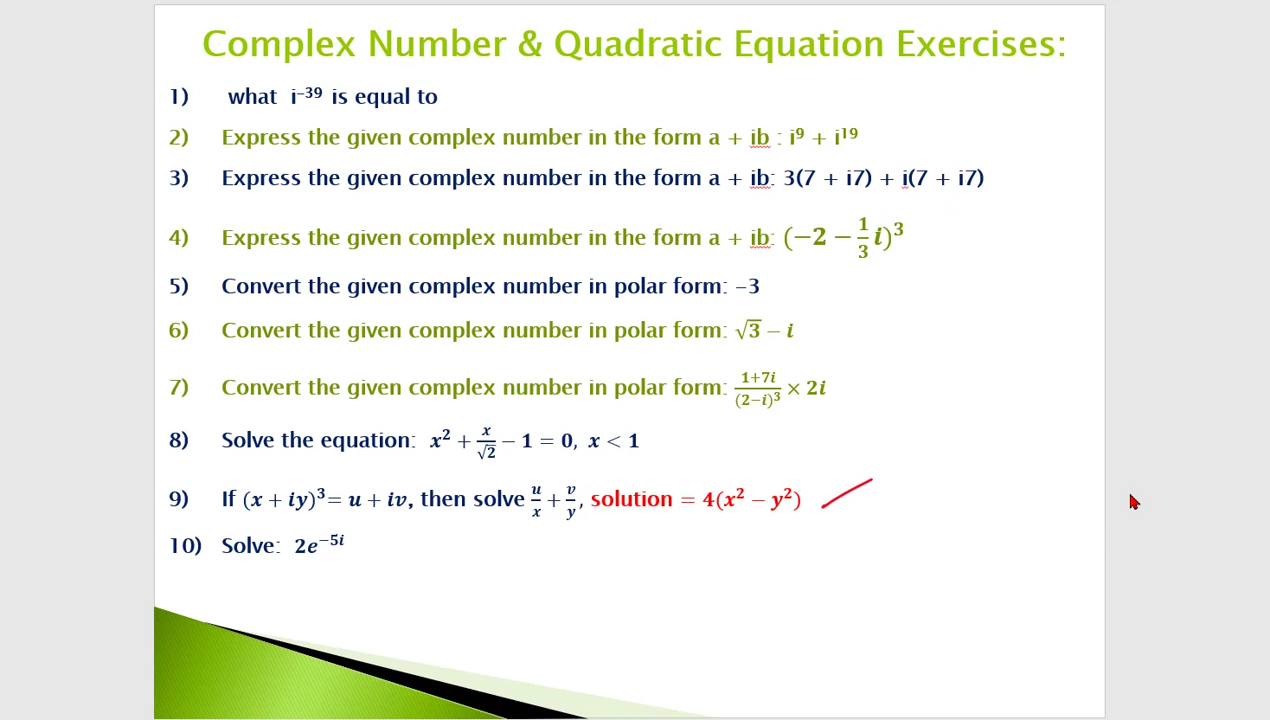 Complex Number & Quadratic Equation Exercises:
1) what i⁻³⁹ is equal to
2) Express the given complex number in the form a + ib : i⁹ + i¹⁹
3) Express the given complex number in the form a + ib: 3(7 + i7) + i(7 + i7)
4) Express the given complex number in the form a + ib: (−2 − 1/3 i)³
5) Convert the given complex number in polar form: –3
6) Convert the given complex number in polar form: √3 − i
7) Convert the given complex number in polar form: (1+7i)/(2−i)³ × 2i
8) Solve the equation: x² + x/√2 − 1 = 0, x < 1
9) If (x + iy)³= u + iv, then solve u/x + v/y, solution = 4(x² − y²)
10) Solve: 2e⁻⁵ⁱ